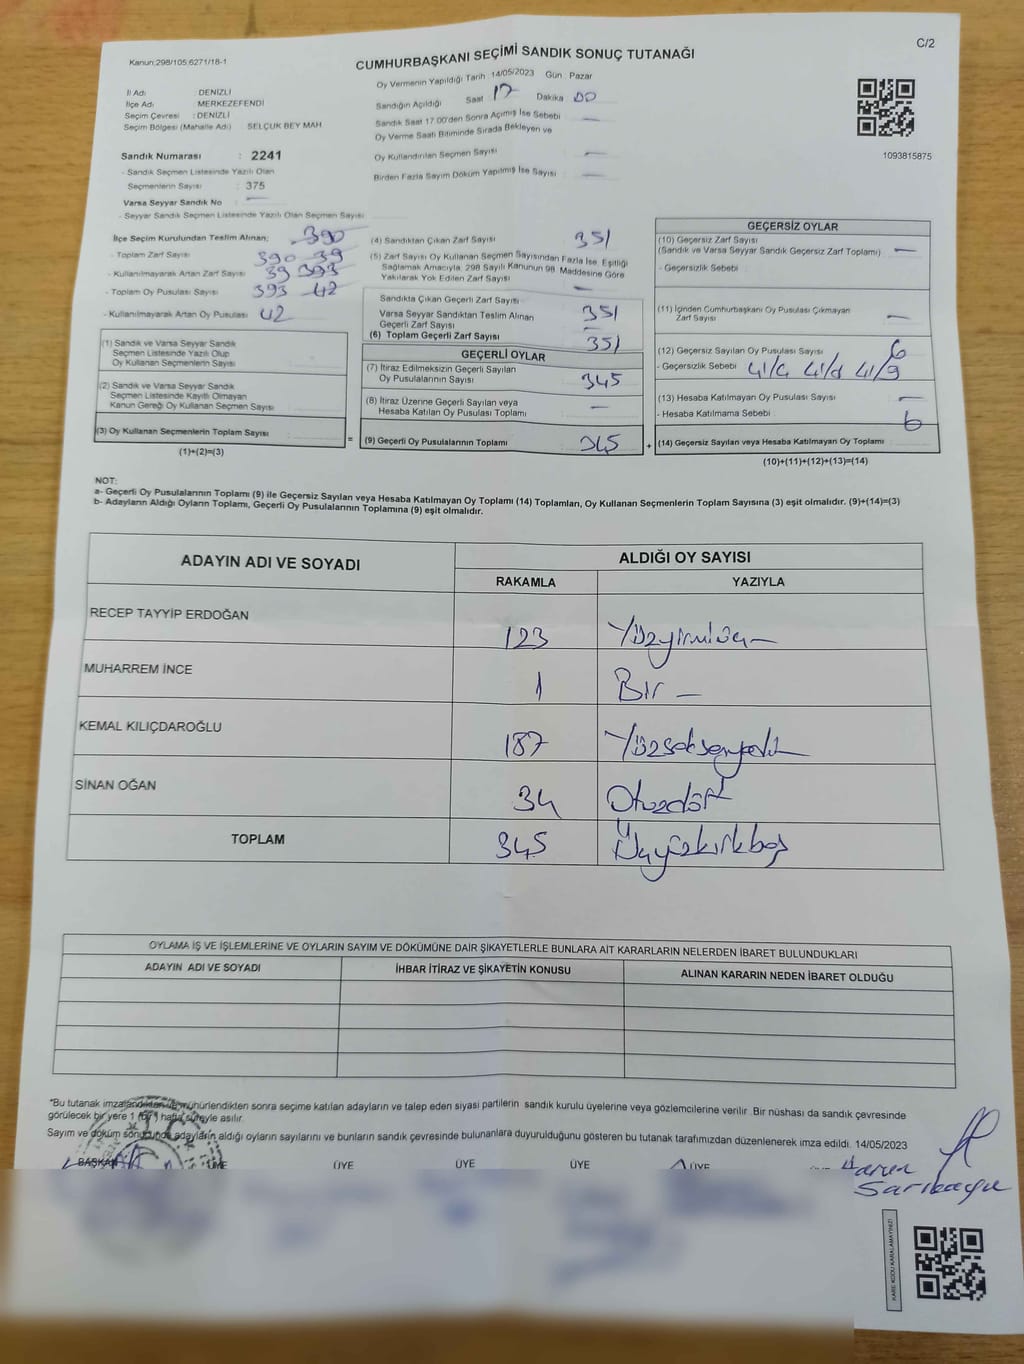 C/2
Kanun:298/105;6271/18-1
CUMHURBAŞKANI SEÇİMİ SANDIK SONUÇ TUTANAĞI
İl Adı : DENİZLİ
İlçe Adı : MERKEZEFENDİ
Seçim Çevresi : DENİZLİ
Seçim Bölgesi (Mahalle Adı) : SELÇUK BEY MAH
Sandık Numarası : 2241
- Sandık Seçmen Listesinde Yazılı Olan
Seçmenlerin Sayısı : 375
Varsa Seyyar Sandık No : —
- Seyyar Sandık Seçmen Listesinde Yazılı Olan Seçmen Sayısı
Oy Vermenin Yapıldığı Tarih 14/05/2023 Gün Pazar
Sandığın Açıldığı Saat 17 Dakika 00
Sandık Saat 17:00'den Sonra Açımış İse Sebebi —
Oy Verme Saati Bitiminde Sırada Bekleyen ve
Oy Kullandırılan Seçmen Sayısı —
Birden Fazla Sayım Döküm Yapılmış İse Sayısı —
1093815875
İlçe Seçim Kurulundan Teslim Alınan; 390
- Toplam Zarf Sayısı 390 39
- Kullanılmayarak Artan Zarf Sayısı 39 393
- Toplam Oy Pusulası Sayısı 393 42
- Kullanılmayarak Artan Oy Pusulası 42
(1) Sandık ve Varsa Seyyar Sandık
Seçmen Listesinde Yazılı Olup
Oy Kullanan Seçmenlerin Sayısı
(2) Sandık ve Varsa Seyyar Sandık
Seçmen Listesinde Kayıtlı Olmayan
Kanun Gereği Oy Kullanan Seçmen Sayısı
(3) Oy Kullanan Seçmenlerin Toplam Sayısı
(1)+(2)=(3)
(4) Sandıktan Çıkan Zarf Sayısı 351
(5) Zarf Sayısı Oy Kullanan Seçmen Sayısından Fazla İse, Eşitliği
Sağlamak Amacıyla, 298 Sayılı Kanunun 98. Maddesine Göre
Yakılarak Yok Edilen Zarf Sayısı —
Sandıkta Çıkan Geçerli Zarf Sayısı 351
Varsa Seyyar Sandıktan Teslim Alınan
Geçerli Zarf Sayısı —
(6) Toplam Geçerli Zarf Sayısı 351
GEÇERLİ OYLAR
(7) İtiraz Edilmeksizin Geçerli Sayılan
Oy Pusulalarının Sayısı 345
(8) İtiraz Üzerine Geçerli Sayılan veya
Hesaba Katılan Oy Pusulaları Toplamı —
= (9) Geçerli Oy Pusulalarının Toplamı 345 +
GEÇERSİZ OYLAR
(10) Geçersiz Zarf Sayısı
(Sandık ve Varsa Seyyar Sandık Geçersiz Zarf Toplamı) —
- Geçersizlik Sebebi
(11) İçinden Cumhurbaşkanı Oy Pusulası Çıkmayan
Zarf Sayısı —
(12) Geçersiz Sayılan Oy Pusulası Sayısı 6
- Geçersizlik Sebebi 41/a 41/d 41/g
(13) Hesaba Katılmayan Oy Pusulası Sayısı —
- Hesaba Katılmama Sebebi 6
(14) Geçersiz Sayılan veya Hesaba Katılmayan Oy Toplamı
(10)+(11)+(12)+(13)=(14)
NOT:
a- Geçerli Oy Pusulalarının Toplamı (9) ile Geçersiz Sayılan veya Hesaba Katılmayan Oy Toplamı (14) Toplamları, Oy Kullanan Seçmenlerin Toplam Sayısına (3) eşit olmalıdır. (9)+(14)=(3)
b- Adayların Aldığı Oyların Toplamı, Geçerli Oy Pusulalarının Toplamına (9) eşit olmalıdır.
ADAYIN ADI VE SOYADI ALDIĞI OY SAYISI
RAKAMLA YAZIYLA
RECEP TAYYİP ERDOĞAN 123 Yüzyirmiüç —
MUHARREM İNCE 1 Bir —
KEMAL KILIÇDAROĞLU 187 Yüzseksenyedi
SİNAN OĞAN 34 Otuzdört
TOPLAM 345 Üçyüzkırkbeş
OYLAMA İŞ VE İŞLEMLERİNE VE OYLARIN SAYIM VE DÖKÜMÜNE DAİR ŞİKAYETLERLE BUNLARA AİT KARARLARIN NELERDEN İBARET BULUNDUKLARI
ADAYIN ADI VE SOYADI İHBAR İTİRAZ VE ŞİKAYETİN KONUSU ALINAN KARARIN NEDEN İBARET OLDUĞU
*Bu tutanak imzalandıktan ve mühürlendikten sonra seçime katılan adayların ve talep eden siyasi partilerin sandık kurulu üyelerine veya gözlemcilerine verilir. Bir nüshası da sandık çevresinde
görülecek bir yere 1 (bir) hafta süreyle asılır.
Sayım ve döküm sonucunda adayların aldığı oyların sayılarını ve bunların sandık çevresinde bulunanlara duyurulduğunu gösteren bu tutanak tarafımızdan düzenlenerek imza edildi. 14/05/2023
BAŞKAN ÜYE ÜYE ÜYE ÜYE ÜYE
Harun
KARE KODU KARALAMAYINIZ!